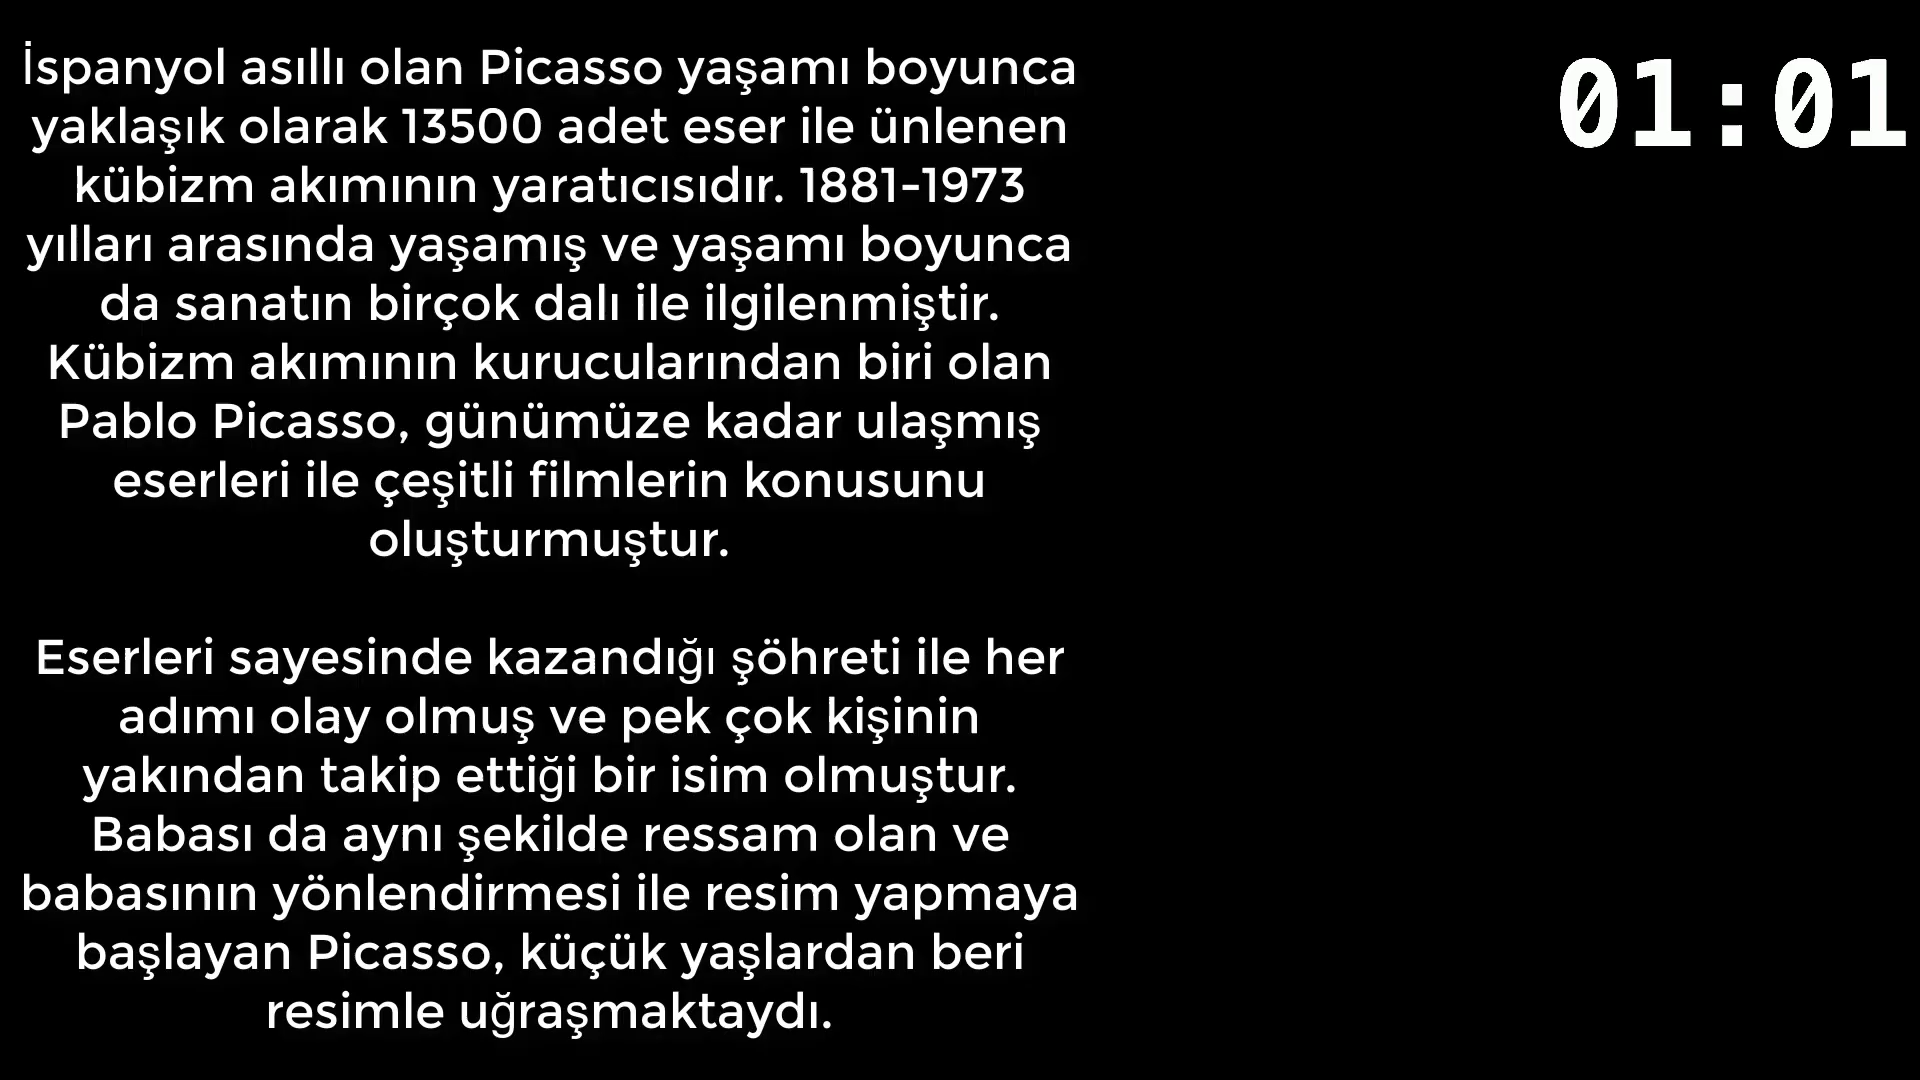 İspanyol asıllı olan Picasso yaşamı boyunca
yaklaşık olarak 13500 adet eser ile ünlenen
kübizm akımının yaratıcısıdır. 1881-1973
yılları arasında yaşamış ve yaşamı boyunca
da sanatın birçok dalı ile ilgilenmiştir.
Kübizm akımının kurucularından biri olan
Pablo Picasso, günümüze kadar ulaşmış
eserleri ile çeşitli filmlerin konusunu
oluşturmuştur.
Eserleri sayesinde kazandığı şöhreti ile her
adımı olay olmuş ve pek çok kişinin
yakından takip ettiği bir isim olmuştur.
Babası da aynı şekilde ressam olan ve
babasının yönlendirmesi ile resim yapmaya
başlayan Picasso, küçük yaşlardan beri
resimle uğraşmaktaydı.
01:01